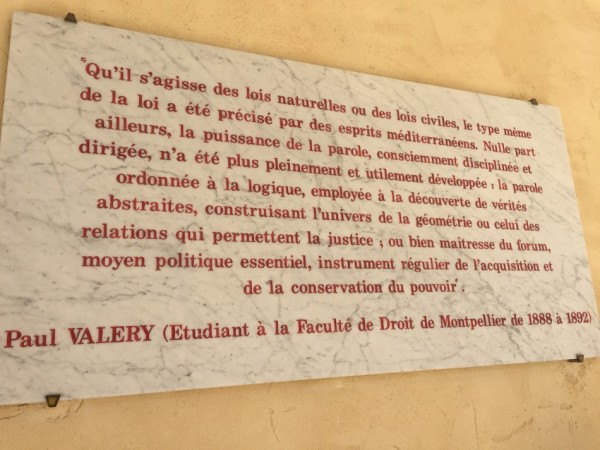 "Qu'il s'agisse des lois naturelles ou des lois civiles, le type même
de la loi a été précisé par des esprits méditerranéens. Nulle part
ailleurs, la puissance de la parole, consciemment disciplinée et
dirigée, n'a été plus pleinement et utilement développée : la parole
ordonnée à la logique, employée à la découverte de vérités
abstraites, construisant l'univers de la géométrie ou celui des
relations qui permettent la justice ; ou bien maitresse du forum,
moyen politique essentiel, instrument régulier de l'acquisition et
de la conservation du pouvoir".
Paul VALERY (Etudiant à la Faculté de Droit de Montpellier de 1888 à 1892)